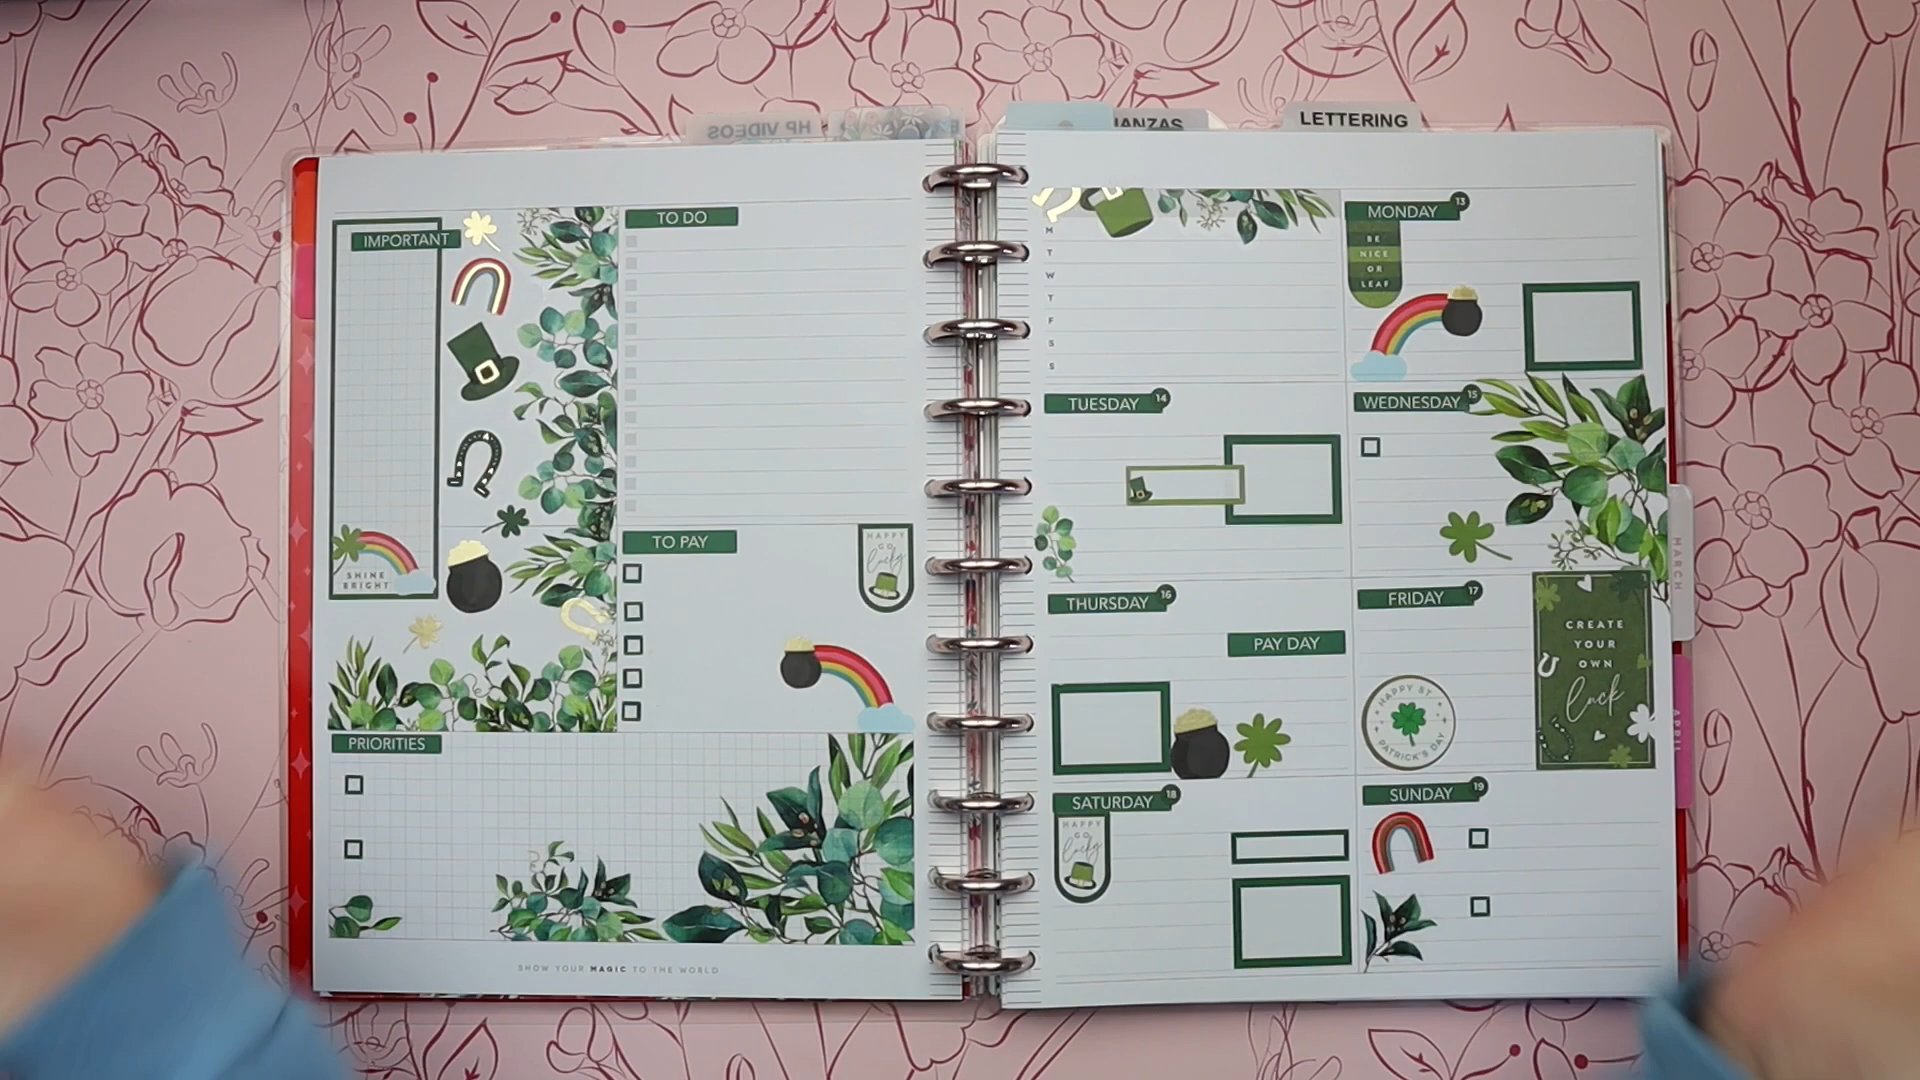 HP VIDEOS
LETTERING
IMPORTANT
SHINE
BRIGHT
TO DO
TO PAY
HAPPY
GO
lucky
PRIORITIES
SHOW YOUR MAGIC TO THE WORLD
M
T
W
T
F
S
S
MONDAY 13
BE
NICE
OR
LEAF
TUESDAY 14
WEDNESDAY 15
THURSDAY 16
PAY DAY
FRIDAY 17
HAPPY ST
PATRICK'S DAY
CREATE
YOUR
OWN
luck
SATURDAY 18
HAPPY
GO
lucky
SUNDAY 19
MARCH
APRIL